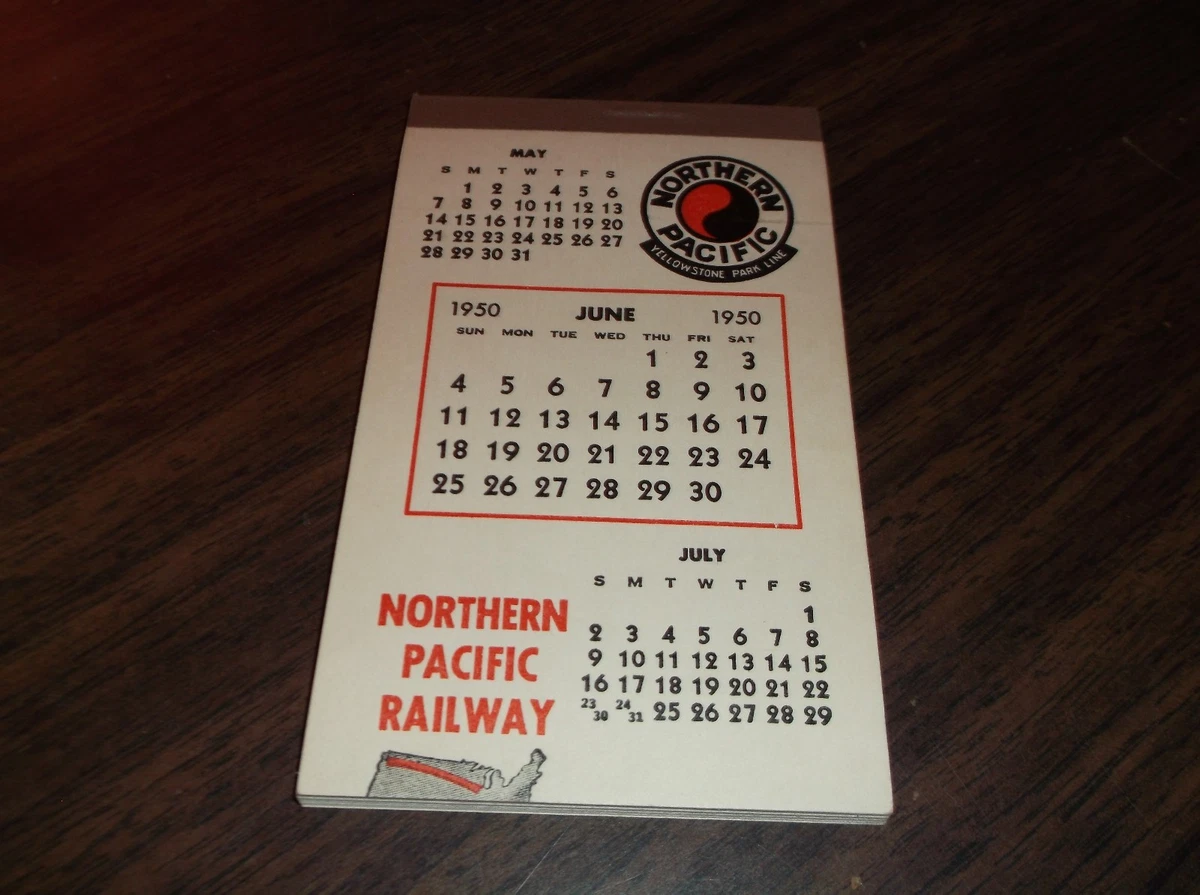 MAY
S M T W T F S
1 2 3 4 5 6
7 8 9 10 11 12 13
14 15 16 17 18 19 20
21 22 23 24 25 26 27
28 29 30 31
NORTHERN
PACIFIC
YELLOWSTONE PARK LINE
1950 JUNE 1950
SUN MON TUE WED THU FRI SAT
1 2 3
4 5 6 7 8 9 10
11 12 13 14 15 16 17
18 19 20 21 22 23 24
25 26 27 28 29 30
JULY
S M T W T F S
1
2 3 4 5 6 7 8
9 10 11 12 13 14 15
16 17 18 19 20 21 22
23/30 24/31 25 26 27 28 29
NORTHERN
PACIFIC
RAILWAY